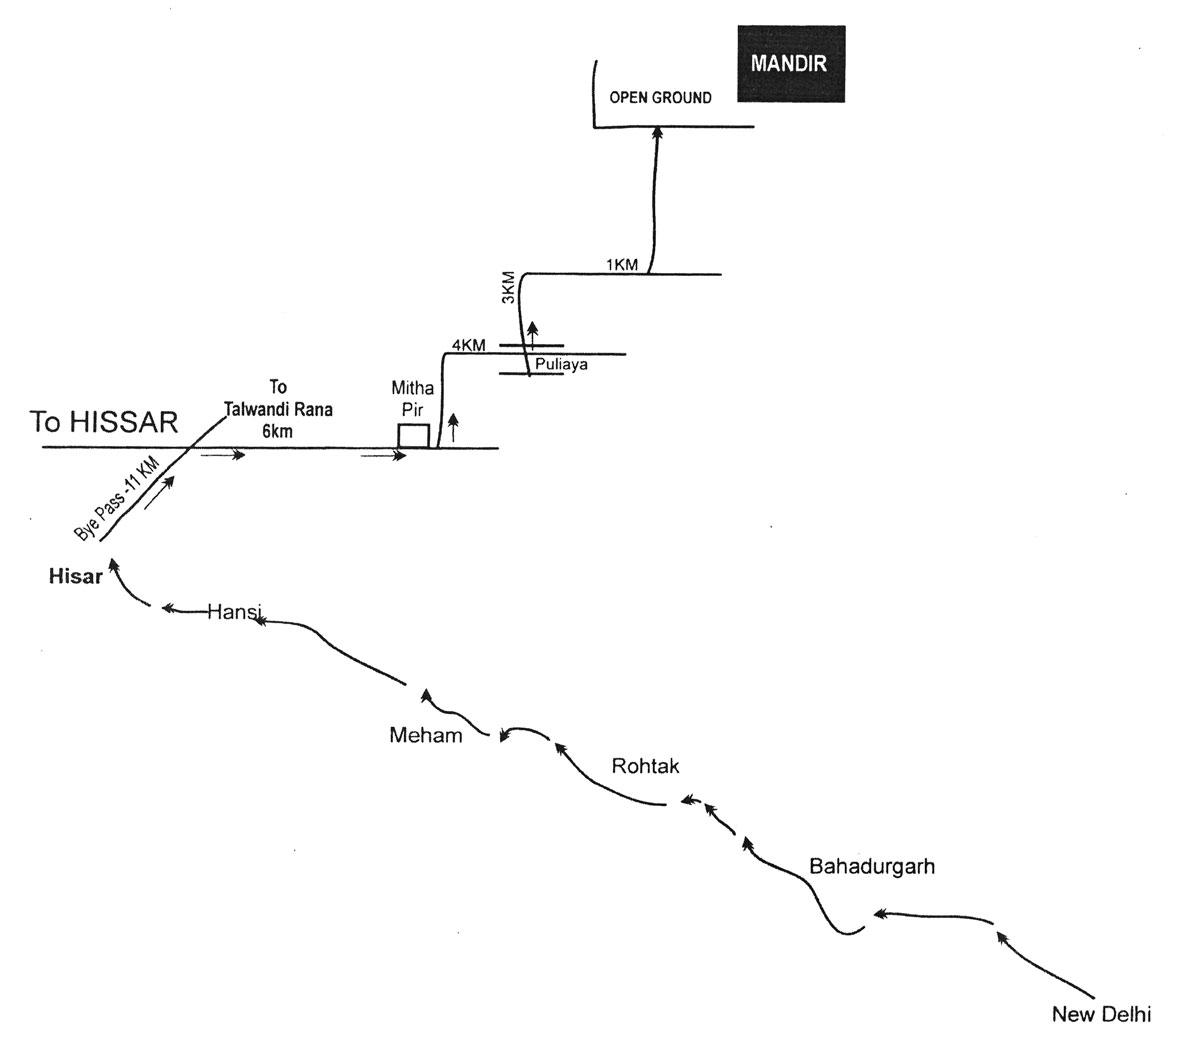 MANDIR
OPEN GROUND
1KM
3KM
4KM
Puliaya
Mitha
Pir
To
Talwandi Rana
6km
To HISSAR
Bye Pass -11 KM
Hisar
Hansi
Meham
Rohtak
Bahadurgarh
New Delhi